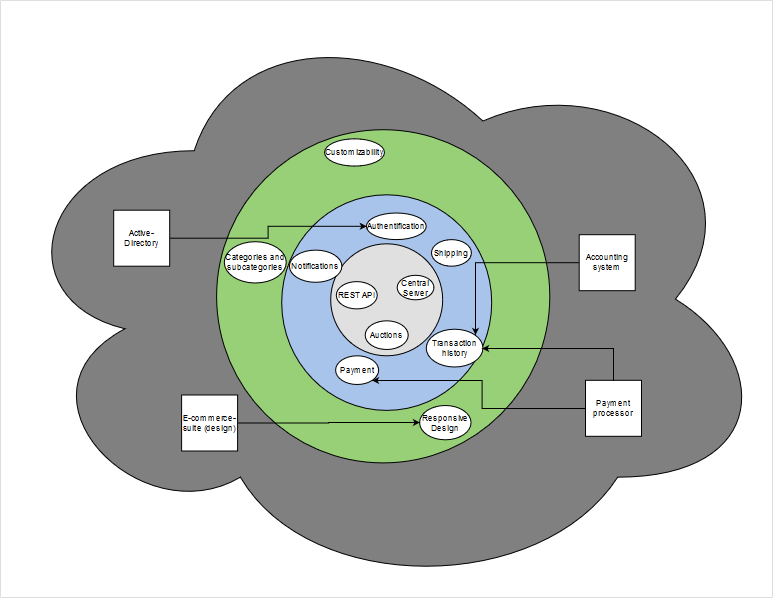 Customizability
Active-
Directory
Authentification
Categories and
subcategories
Notifications
Shipping
Accounting
system
REST API
Central
Server
Auctions
Transaction
history
Payment
E-commerce-
suite (design)
Responsive
Design
Payment
processor